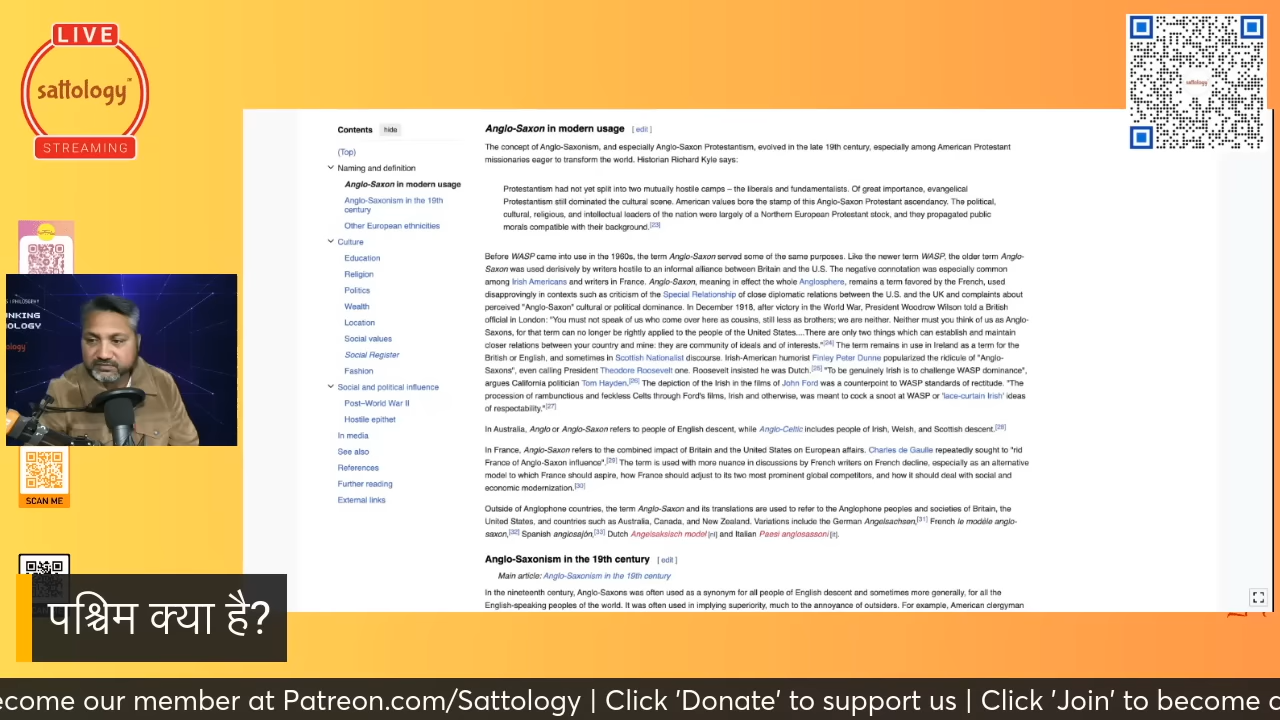 LIVE
sattology™
STREAMING
sattology
Contents hide
(Top)
Naming and definition
Anglo-Saxon in modern usage
Anglo-Saxonism in the 19th
century
Other European ethnicities
Culture
Education
Religion
Politics
Wealth
Location
Social values
Social Register
Fashion
Social and political influence
Post–World War II
Hostile epithet
In media
See also
References
Further reading
External links
Anglo-Saxon in modern usage [ edit ]
The concept of Anglo-Saxonism, and especially Anglo-Saxon Protestantism, evolved in the late 19th century, especially among American Protestant
missionaries eager to transform the world. Historian Richard Kyle says:
Protestantism had not yet split into two mutually hostile camps – the liberals and fundamentalists. Of great importance, evangelical
Protestantism still dominated the cultural scene. American values bore the stamp of this Anglo-Saxon Protestant ascendancy. The political,
cultural, religious, and intellectual leaders of the nation were largely of a Northern European Protestant stock, and they propagated public
morals compatible with their background.[23]
Before WASP came into use in the 1960s, the term Anglo-Saxon served some of the same purposes. Like the newer term WASP, the older term Anglo-
Saxon was used derisively by writers hostile to an informal alliance between Britain and the U.S. The negative connotation was especially common
among Irish Americans and writers in France. Anglo-Saxon, meaning in effect the whole Anglosphere, remains a term favored by the French, used
disapprovingly in contexts such as criticism of the Special Relationship of close diplomatic relations between the U.S. and the UK and complaints about
perceived "Anglo-Saxon" cultural or political dominance. In December 1918, after victory in the World War, President Woodrow Wilson told a British
official in London: "You must not speak of us who come over here as cousins, still less as brothers; we are neither. Neither must you think of us as Anglo-
Saxons, for that term can no longer be rightly applied to the people of the United States....There are only two things which can establish and maintain
closer relations between your country and mine: they are community of ideals and of interests."[24] The term remains in use in Ireland as a term for the
British or English, and sometimes in Scottish Nationalist discourse. Irish-American humorist Finley Peter Dunne popularized the ridicule of "Anglo-
Saxons", even calling President Theodore Roosevelt one. Roosevelt insisted he was Dutch.[25] "To be genuinely Irish is to challenge WASP dominance",
argues California politician Tom Hayden.[26] The depiction of the Irish in the films of John Ford was a counterpoint to WASP standards of rectitude. "The
procession of rambunctious and feckless Celts through Ford's films, Irish and otherwise, was meant to cock a snoot at WASP or 'lace-curtain Irish' ideas
of respectability."[27]
In Australia, Anglo or Anglo-Saxon refers to people of English descent, while Anglo-Celtic includes people of Irish, Welsh, and Scottish descent.[28]
In France, Anglo-Saxon refers to the combined impact of Britain and the United States on European affairs. Charles de Gaulle repeatedly sought to "rid
France of Anglo-Saxon influence".[29] The term is used with more nuance in discussions by French writers on French decline, especially as an alternative
model to which France should aspire, how France should adjust to its two most prominent global competitors, and how it should deal with social and
economic modernization.[30]
Outside of Anglophone countries, the term Anglo-Saxon and its translations are used to refer to the Anglophone peoples and societies of Britain, the
United States, and countries such as Australia, Canada, and New Zealand. Variations include the German Angelsachsen,[31] French le modèle anglo-
saxon,[32] Spanish anglosajón,[33] Dutch Angelsaksisch model [nl] and Italian Paesi anglosassoni [it].
Anglo-Saxonism in the 19th century [ edit ]
Main article: Anglo-Saxonism in the 19th century
In the nineteenth century, Anglo-Saxons was often used as a synonym for all people of English descent and sometimes more generally, for all the
English-speaking peoples of the world. It was often used in implying superiority, much to the annoyance of outsiders. For example, American clergyman
SCAN ME
पश्चिम क्या है?
ecome our member at Patreon.com/Sattology | Click 'Donate' to support us | Click 'Join' to become